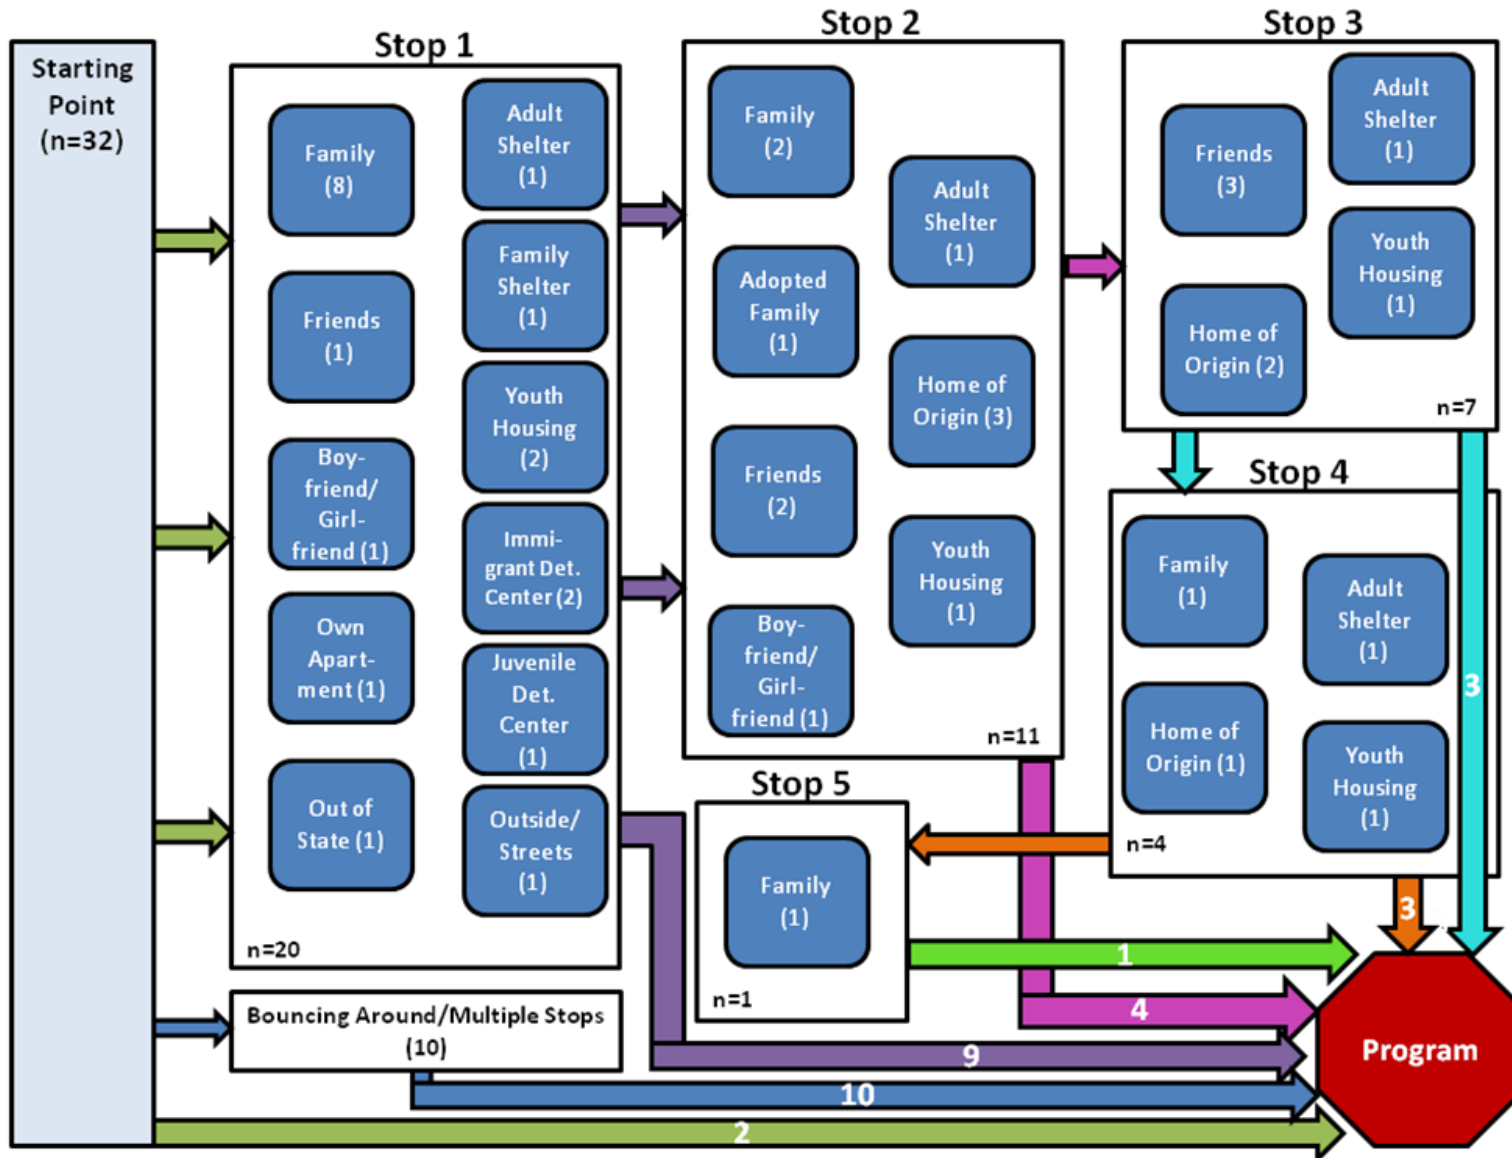 Starting
Point
(n=32)
Stop 1
Family
(8)
Friends
(1)
Boy-
friend/
Girl-
friend (1)
Own
Apart-
ment (1)
Out of
State (1)
Adult
Shelter
(1)
Family
Shelter
(1)
Youth
Housing
(2)
Immi-
grant Det.
Center (2)
Juvenile
Det.
Center
(1)
Outside/
Streets
(1)
n=20
Bouncing Around/Multiple Stops
(10)
Stop 2
Family
(2)
Adopted
Family
(1)
Friends
(2)
Boy-
friend/
Girl-
friend (1)
Adult
Shelter
(1)
Home of
Origin (3)
Youth
Housing
(1)
n=11
Stop 3
Friends
(3)
Home of
Origin (2)
Adult
Shelter
(1)
Youth
Housing
(1)
n=7
Stop 4
Family
(1)
Home of
Origin (1)
Adult
Shelter
(1)
Youth
Housing
(1)
n=4
Stop 5
Family
(1)
n=1
3
3
1
4
9
10
2
Program